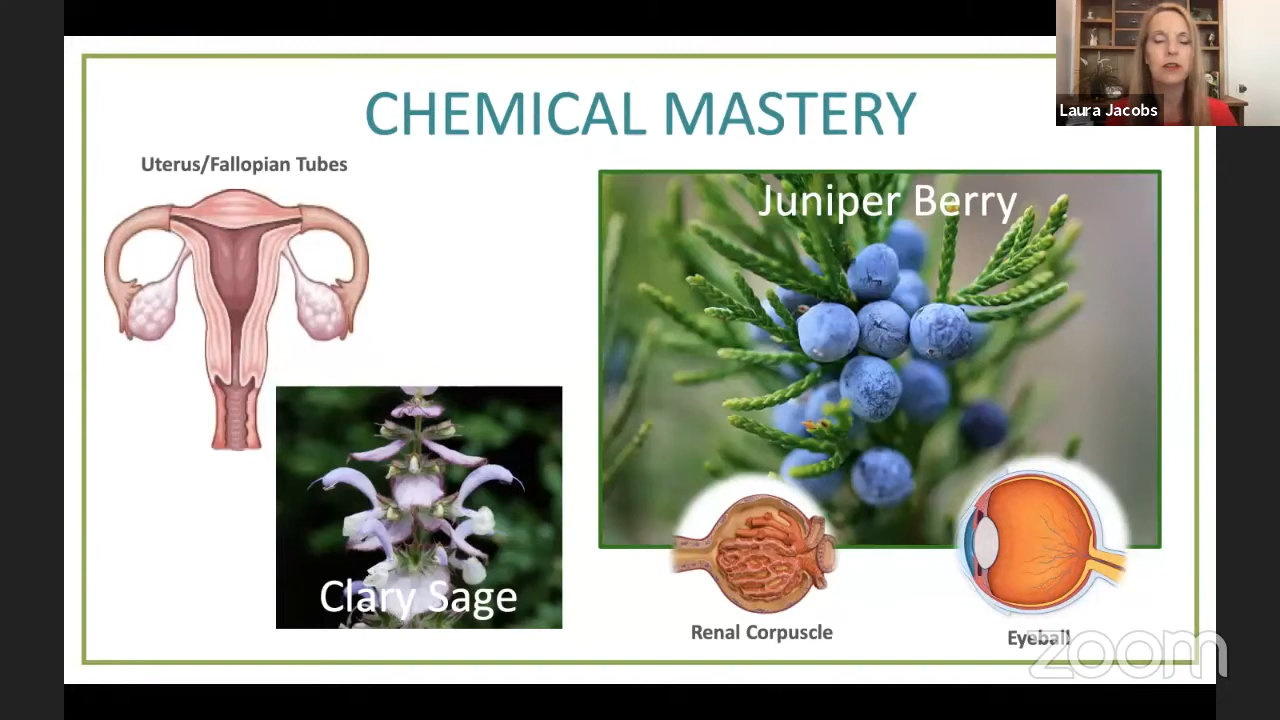 CHEMICAL MASTERY
Laura Jacobs
Uterus/Fallopian Tubes
Juniper Berry
Clary Sage
Renal Corpuscle
Eyeball
zoom